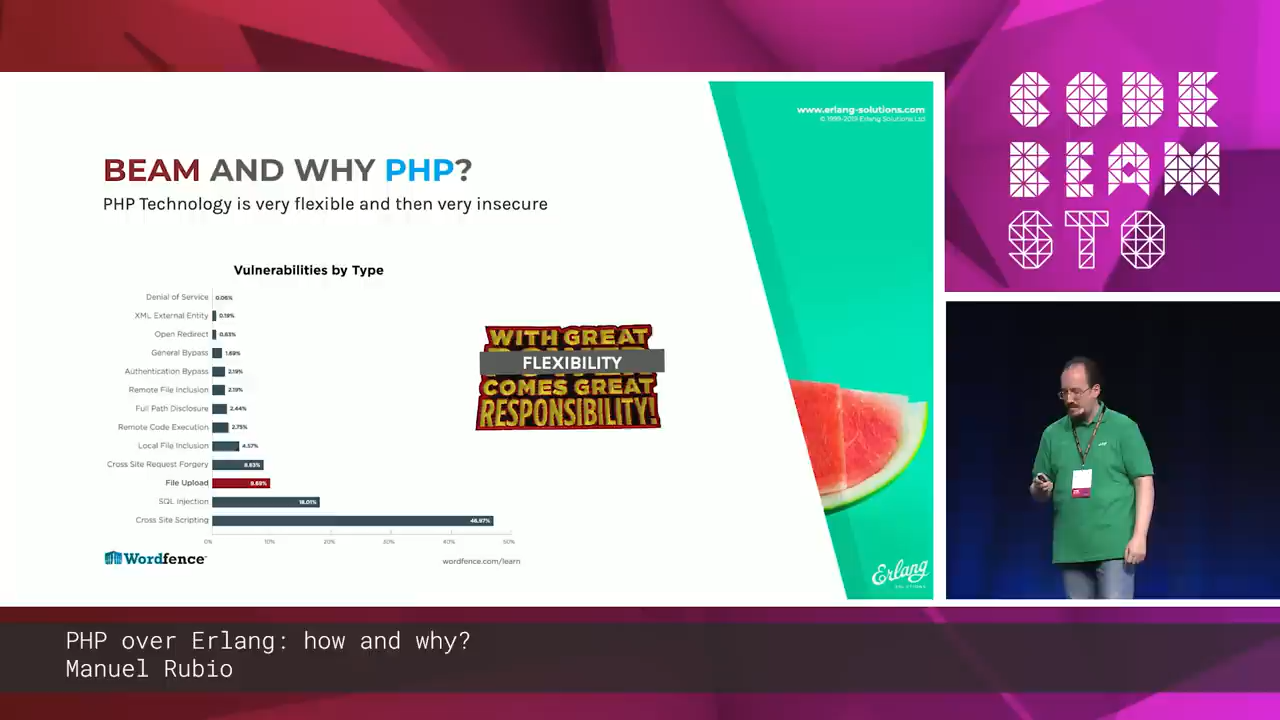 www.erlang-solutions.com
© 1999-2019 Erlang Solutions Ltd
BEAM AND WHY PHP?
PHP Technology is very flexible and then very insecure
Vulnerabilities by Type
Denial of Service 0.06%
XML External Entity 0.19%
Open Redirect 0.63%
General Bypass 1.69%
Authentication Bypass 2.19%
Remote File Inclusion 2.19%
Full Path Disclosure 2.44%
Remote Code Execution 2.75%
Local File Inclusion 4.57%
Cross Site Request Forgery
File Upload
SQL Injection 18.01%
Cross Site Scripting 46.97%
0% 10% 20% 30% 40% 50%
Wordfence
wordfence.com/learn
WITH GREAT
FLEXIBILITY
COMES GREAT
RESPONSIBILITY!
Erlang
SOLUTIONS
CODE
BEAM
STO
PHP over Erlang: how and why?
Manuel Rubio